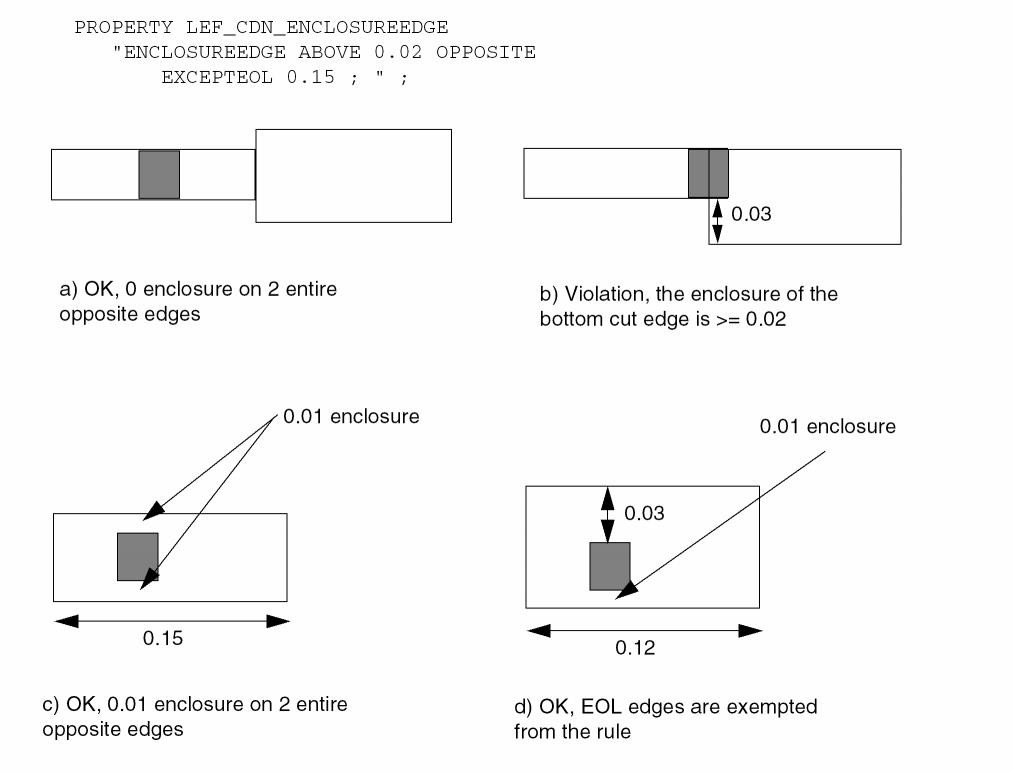 PROPERTY LEF_CDN_ENCLOSUREEDGE
"ENCLOSUREEDGE ABOVE 0.02 OPPOSITE
EXCEPTEOL 0.15 ; " ;
0.03
a) OK, 0 enclosure on 2 entire
opposite edges
b) Violation, the enclosure of the
bottom cut edge is >= 0.02
0.01 enclosure
0.15
c) OK, 0.01 enclosure on 2 entire
opposite edges
0.01 enclosure
0.03
0.12
d) OK, EOL edges are exempted
from the rule